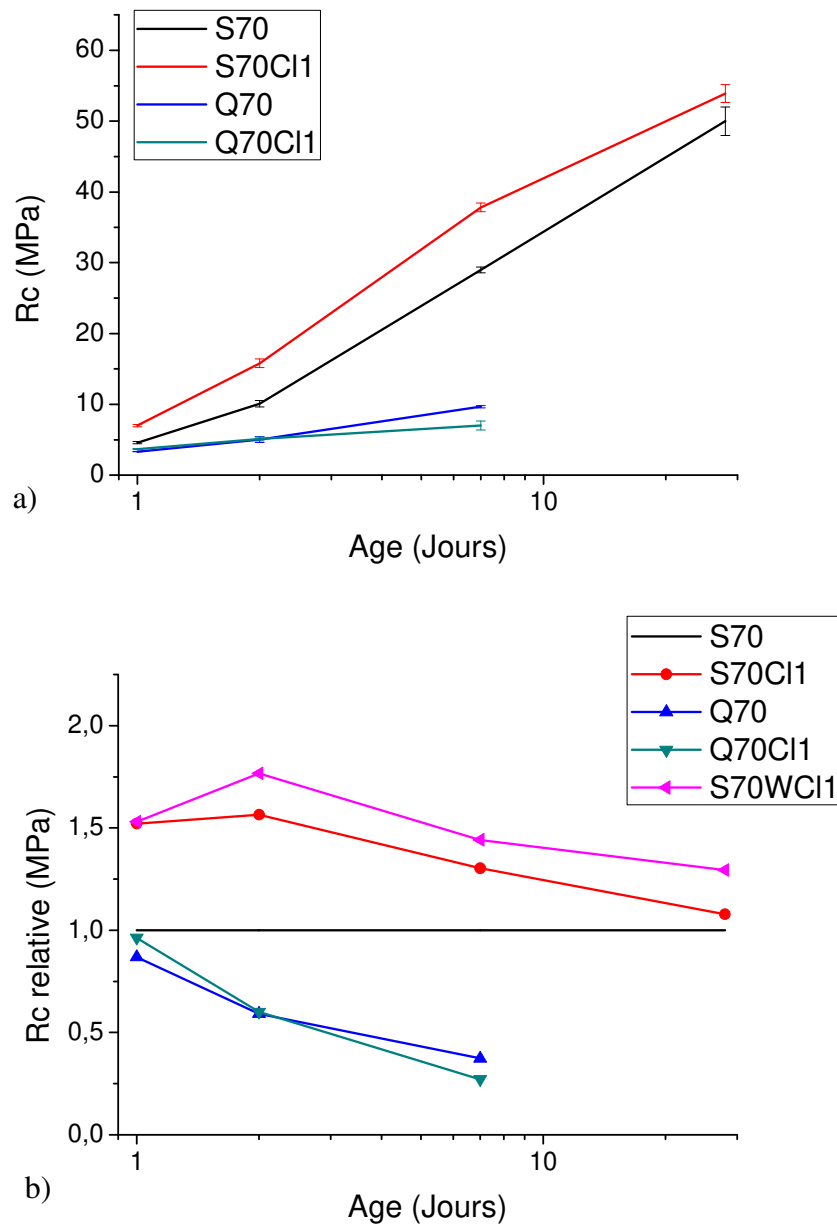 S70
S70Cl1
Q70
Q70Cl1
60
50
40
30
20
10
0
Rc (MPa)
1
10
a)
Age (Jours)
S70
S70Cl1
Q70
Q70Cl1
S70WCl1
2,0
1,5
1,0
0,5
0,0
Rc relative (MPa)
1
10
b)
Age (Jours)